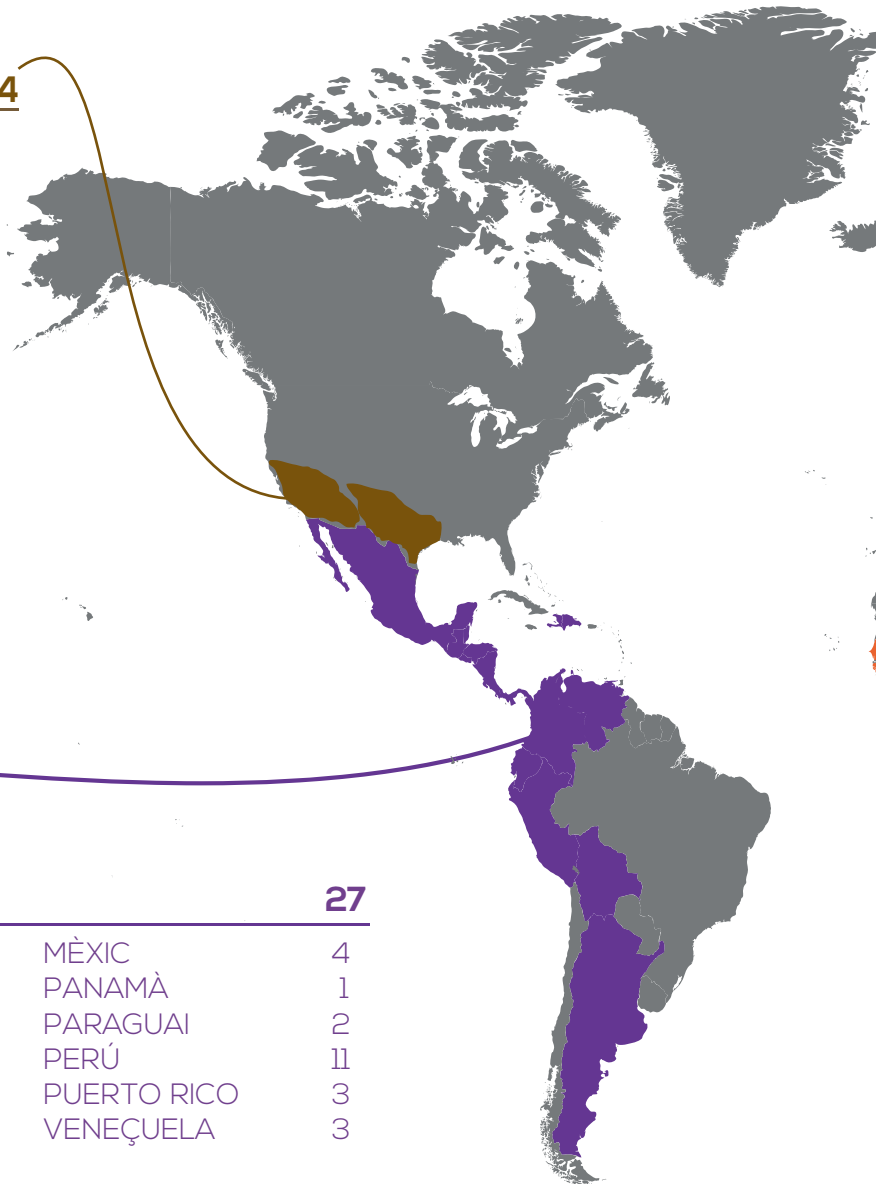 4
27
MÈXIC 4
PANAMÀ 1
PARAGUAI 2
PERÚ 11
PUERTO RICO 3
VENEÇUELA 3